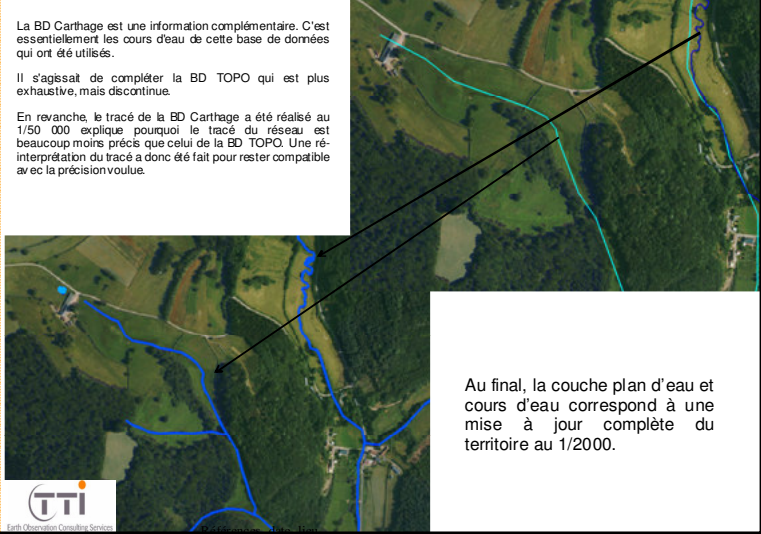 La BD Carthage est une information complémentaire. C'est
essentiellement les cours d'eau de cette base de données
qui ont été utilisés.
Il s'agissait de compléter la BD TOPO qui est plus
exhaustive, mais discontinue.
En revanche, le tracé de la BD Carthage a été réalisé au
1/50 000 explique pourquoi le tracé du réseau est
beaucoup moins précis que celui de la BD TOPO. Une ré-
interprétation du tracé a donc été fait pour rester compatible
avec la précision voulue.
Au final, la couche plan d'eau et
cours d'eau correspond à une
mise à jour complète du
territoire au 1/2000.
TTI
Earth Observation Consulting Services
Références, date, lieu